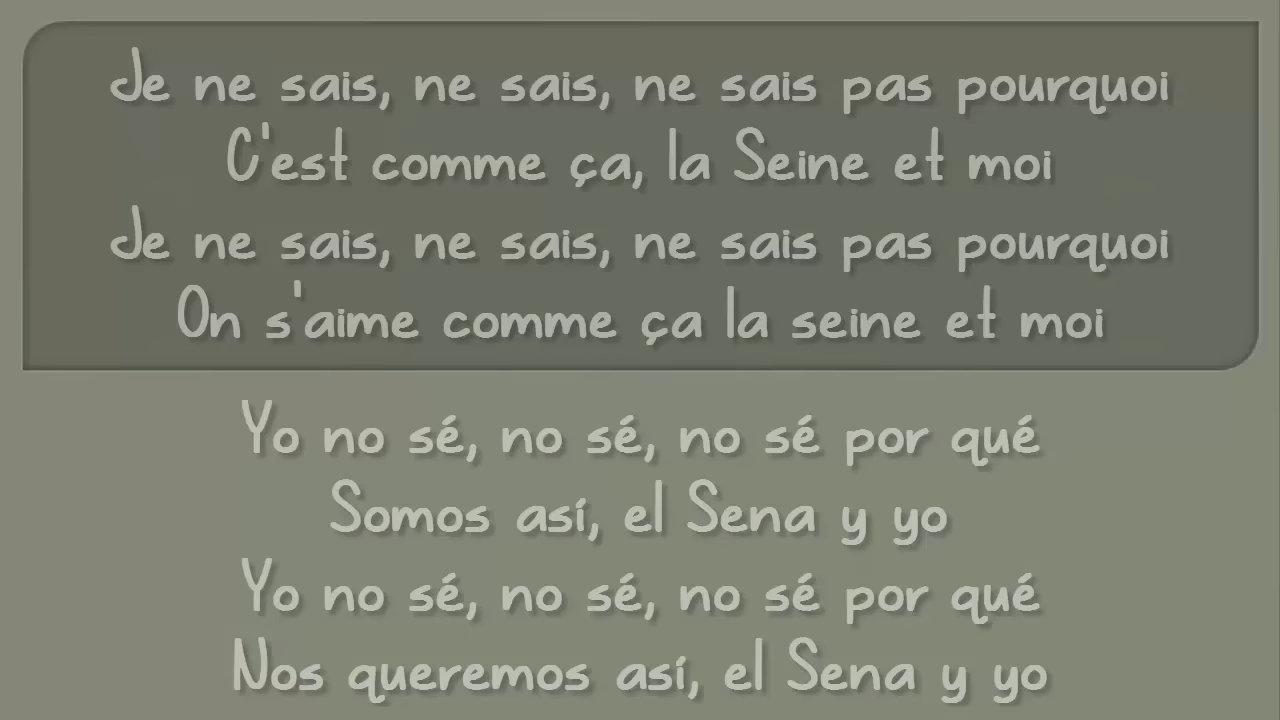 Je ne sais, ne sais, ne sais pas pourquoi
C'est comme ça, la Seine et moi
Je ne sais, ne sais, ne sais pas pourquoi
On s'aime comme ça la seine et moi
Yo no sé, no sé, no sé por qué
Somos así, el Sena y yo
Yo no sé, no sé, no sé por qué
Nos queremos así, el Sena y yo